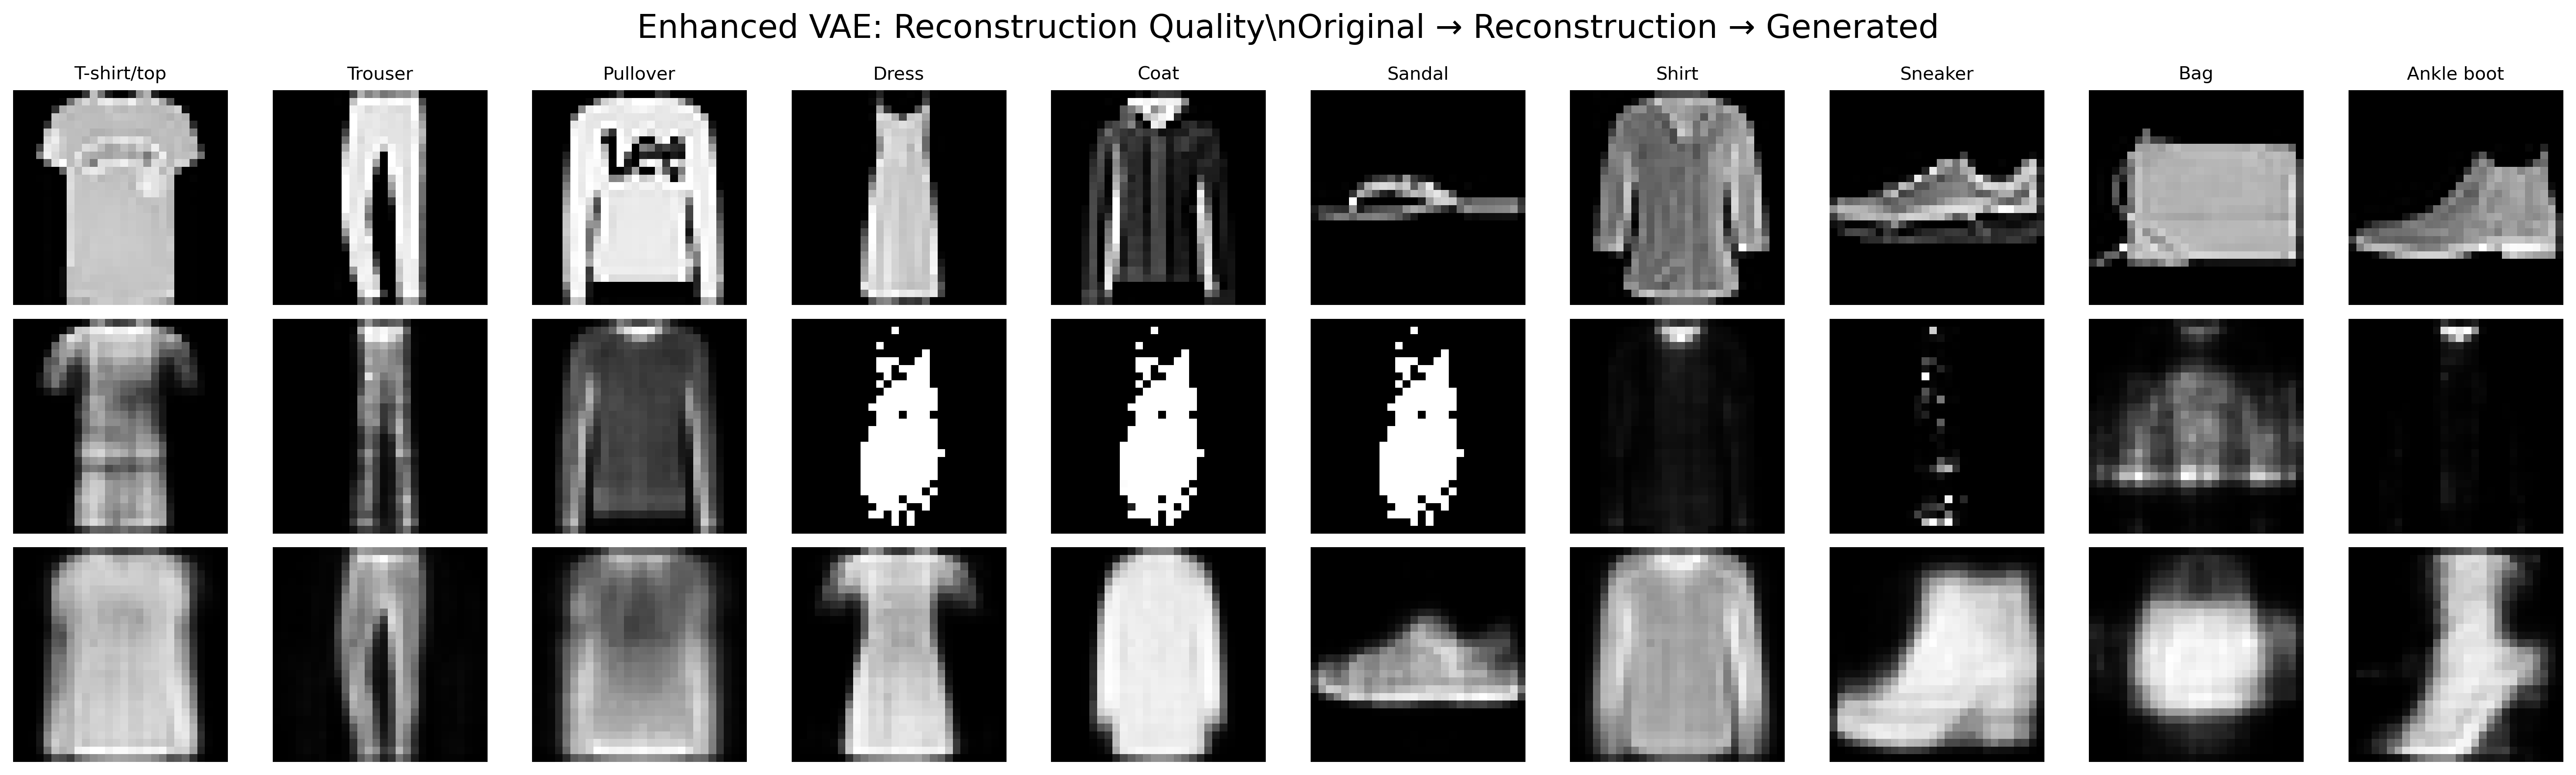 Enhanced VAE: Reconstruction Quality\nOriginal → Reconstruction → Generated
T-shirt/top Trouser Pullover Dress Coat Sandal Shirt Sneaker Bag Ankle boot